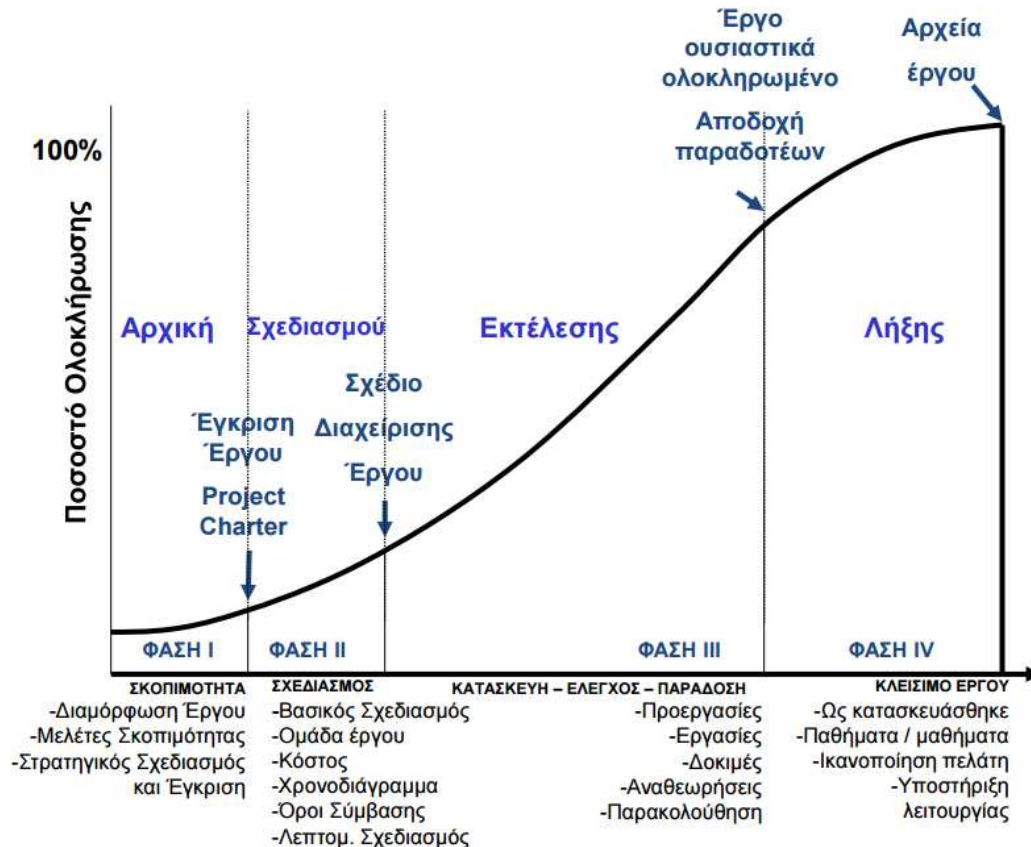 Έργο
ουσιαστικά
ολοκληρωμένο
Αποδοχή
παραδοτέων
Αρχεία
έργου
100%
Ποσοστό Ολοκλήρωσης
Αρχική
Σχεδιασμού
Εκτέλεσης
Λήξης
Έγκριση
Έργου
Project
Charter
Σχέδιο
Διαχείρισης
Έργου
ΦΑΣΗ I
ΦΑΣΗ II
ΦΑΣΗ III
ΦΑΣΗ IV
ΣΚΟΠΙΜΟΤΗΤΑ
-Διαμόρφωση Έργου
-Μελέτες Σκοπιμότητας
-Στρατηγικός Σχεδιασμός
και Έγκριση
ΣΧΕΔΙΑΣΜΟΣ
-Βασικός Σχεδιασμός
-Ομάδα έργου
-Κόστος
-Χρονοδιάγραμμα
-Όροι Σύμβασης
-Λεπτομ. Σχεδιασμός
ΚΑΤΑΣΚΕΥΗ – ΕΛΕΓΧΟΣ – ΠΑΡΑΔΟΣΗ
-Προεργασίες
-Εργασίες
-Δοκιμές
-Αναθεωρήσεις
-Παρακολούθηση
ΚΛΕΙΣΙΜΟ ΕΡΓΟΥ
-Ως κατασκευάσθηκε
-Παθήματα / μαθήματα
-Ικανοποίηση πελάτη
-Υποστήριξη
λειτουργίας